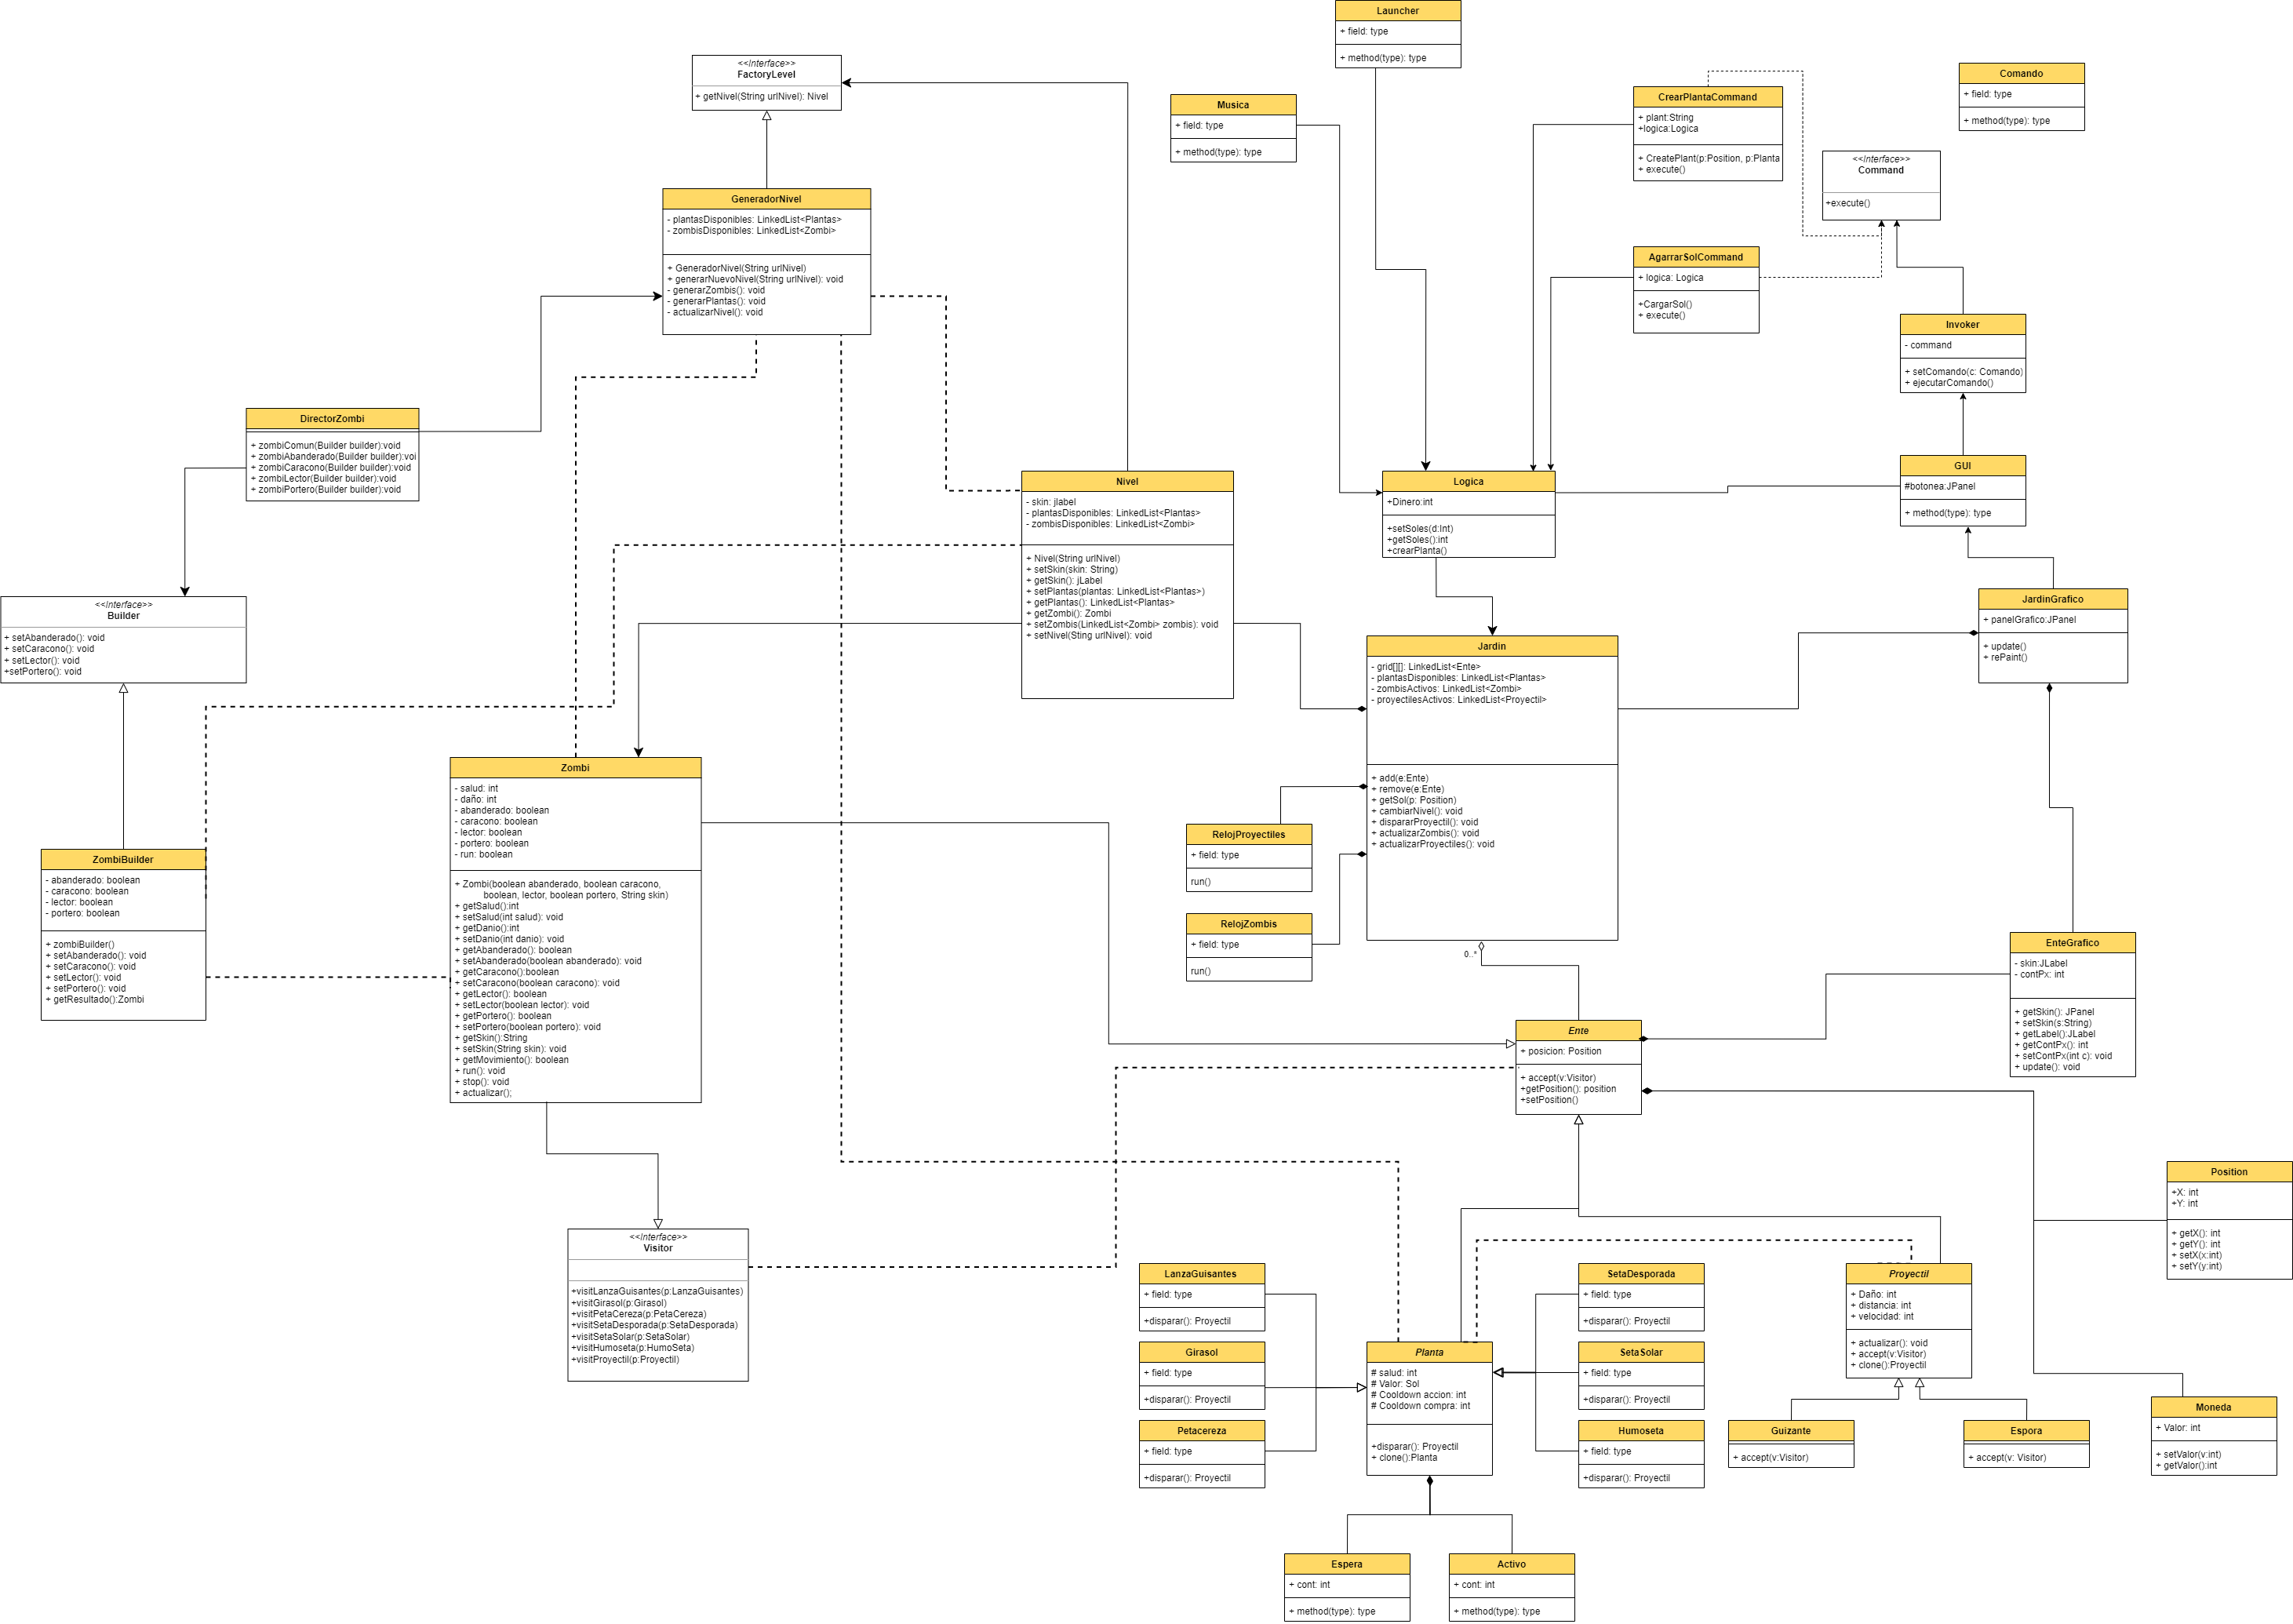 Launcher
+ field: type
+ method(type): type
<<Interface>>
FactoryLevel
+ getNivel(String urlNivel): Nivel
Musica
+ field: type
+ method(type): type
CrearPlantaCommand
+ plant:String
+logica:Logica
+ CreatePlant(p:Position, p:Planta
+ execute()
Comando
+ field: type
+ method(type): type
<<Interface>>
Command
+execute()
GeneradorNivel
- plantasDisponibles: LinkedList<Plantas>
- zombisDisponibles: LinkedList<Zombi>
+ GeneradorNivel(String urlNivel)
+ generarNuevoNivel(String urlNivel): void
- generarZombis(): void
- generarPlantas(): void
- actualizarNivel(): void
AgarrarSolCommand
+ logica: Logica
+CargarSol()
+ execute()
Invoker
- command
+ setComando(c: Comando)
+ ejecutarComando()
DirectorZombi
+ zombiComun(Builder builder):void
+ zombiAbanderado(Builder builder):voi
+ zombiCaracono(Builder builder):void
+ zombiLector(Builder builder):void
+ zombiPortero(Builder builder):void
Nivel
- skin: jlabel
- plantasDisponibles: LinkedList<Plantas>
- zombisDisponibles: LinkedList<Zombi>
+ Nivel(String urlNivel)
+ setSkin(skin: String)
+ getSkin(): jLabel
+ setPlantas(plantas: LinkedList<Plantas>)
+ getPlantas(): LinkedList<Plantas>
+ getZombi(): Zombi
+ setZombis(LinkedList<Zombi> zombis): void
+ setNivel(Sting urlNivel): void
Logica
+Dinero:int
+setSoles(d:Int)
+getSoles():int
+crearPlanta()
GUI
#botonea:JPanel
+ method(type): type
<<Interface>>
Builder
+ setAbanderado(): void
+ setCaracono(): void
+ setLector(): void
+setPortero(): void
JardinGrafico
+ panelGrafico:JPanel
+ update()
+ rePaint()
Jardin
- grid[][]: LinkedList<Ente>
- plantasDisponibles: LinkedList<Plantas>
- zombisActivos: LinkedList<Zombi>
- proyectilesActivos: LinkedList<Proyectil>
+ add(e:Ente)
+ remove(e:Ente)
+ getSol(p: Position)
+ cambiarNivel(): void
+ dispararProyectil(): void
+ actualizarZombis(): void
+ actualizarProyectiles(): void
Zombi
- salud: int
- daño: int
- abanderado: boolean
- caracono: boolean
- lector: boolean
- portero: boolean
- run: boolean
+ Zombi(boolean abanderado, boolean caracono,
boolean, lector, boolean portero, String skin)
+ getSalud():int
+ setSalud(int salud): void
+ getDanio():int
+ setDanio(int danio): void
+ getAbanderado(): boolean
+ setAbanderado(boolean abanderado): void
+ getCaracono():boolean
+ setCaracono(boolean caracono): void
+ getLector(): boolean
+ setLector(boolean lector): void
+ getPortero(): boolean
+ setPortero(boolean portero): void
+ getSkin():String
+ setSkin(String skin): void
+ getMovimiento(): boolean
+ run(): void
+ stop(): void
+ actualizar();
RelojProyectiles
+ field: type
run()
ZombiBuilder
- abanderado: boolean
- caracono: boolean
- lector: boolean
- portero: boolean
+ zombiBuilder()
+ setAbanderado(): void
+ setCaracono(): void
+ setLector(): void
+ setPortero(): void
+ getResultado():Zombi
RelojZombis
+ field: type
run()
0..*
EnteGrafico
- skin:JLabel
- contPx: int
+ getSkin(): JPanel
+ setSkin(s:String)
+ getLabel():JLabel
+ getContPx(): int
+ setContPx(int c): void
+ update(): void
Ente
+ posicion: Position
+ accept(v:Visitor)
+getPosition(): position
+setPosition()
Position
+X: int
+Y: int
+ getX(): int
+ getY(): int
+ setX(x:int)
+ setY(y:int)
<<Interface>>
Visitor
+visitLanzaGuisantes(p:LanzaGuisantes)
+visitGirasol(p:Girasol)
+visitPetaCereza(p:PetaCereza)
+visitSetaDesporada(p:SetaDesporada)
+visitSetaSolar(p:SetaSolar)
+visitHumoseta(p:HumoSeta)
+visitProyectil(p:Proyectil)
LanzaGuisantes
+ field: type
+disparar(): Proyectil
SetaDesporada
+ field: type
+disparar(): Proyectil
Proyectil
+ Daño: int
+ distancia: int
+ velocidad: int
+ actualizar(): void
+ accept(v:Visitor)
+ clone():Proyectil
Girasol
+ field: type
+disparar(): Proyectil
Planta
# salud: int
# Valor: Sol
# Cooldown accion: int
# Cooldown compra: int
+disparar(): Proyectil
+ clone():Planta
SetaSolar
+ field: type
+disparar(): Proyectil
Petacereza
+ field: type
+disparar(): Proyectil
Humoseta
+ field: type
+disparar(): Proyectil
Guizante
+ accept(v:Visitor)
Espora
+ accept(v: Visitor)
Moneda
+ Valor: int
+ setValor(v:int)
+ getValor():int
Espera
+ cont: int
+ method(type): type
Activo
+ cont: int
+ method(type): type